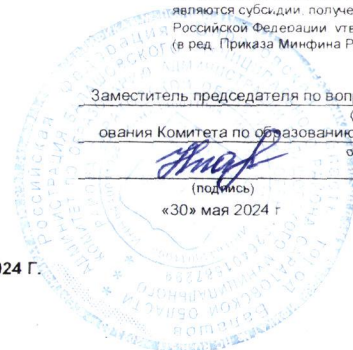 являются субсидии, получе
Российской Федерации, утв
(в ред. Приказа Минфина Р
Заместитель председателя по вопр
ования Комитета по образованию
(подпись)
«30» мая 2024 г
024 Г.